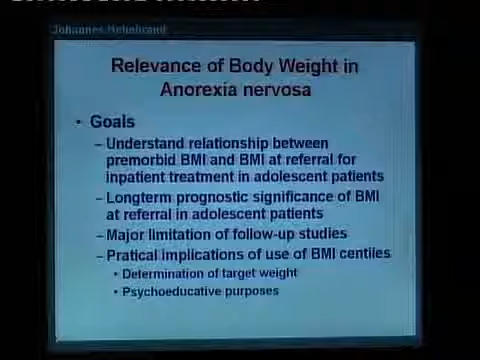 Johannes Hebebrand
Relevance of Body Weight in
Anorexia nervosa
• Goals
– Understand relationship between
premorbid BMI and BMI at referral for
inpatient treatment in adolescent patients
– Longterm prognostic significance of BMI
at referral in adolescent patients
– Major limitation of follow-up studies
– Pratical implications of use of BMI centiles
• Determination of target weight
• Psychoeducative purposes